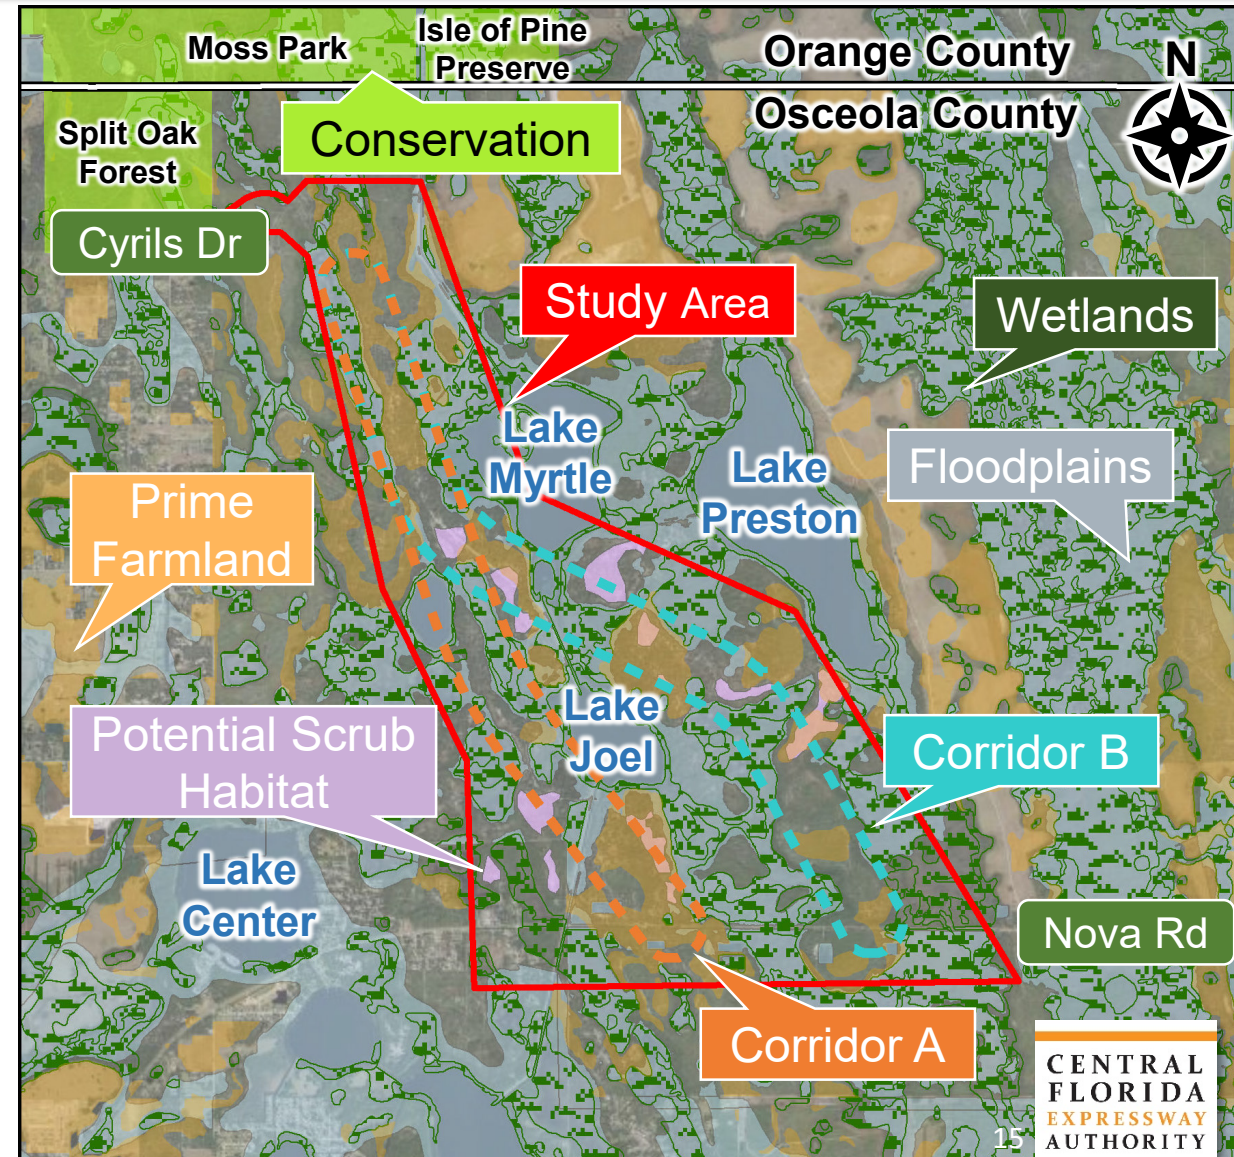 Moss Park
Isle of Pine
Preserve
Orange County
N
Osceola County
Split Oak
Forest
Conservation
Cyrils Dr
Study Area
Wetlands
Lake
Myrtle
Lake
Preston
Floodplains
Prime
Farmland
Potential Scrub
Habitat
Lake
Joel
Corridor B
Lake
Center
Nova Rd
Corridor A
CENTRAL
FLORIDA
EXPRESSWAY
AUTHORITY
15